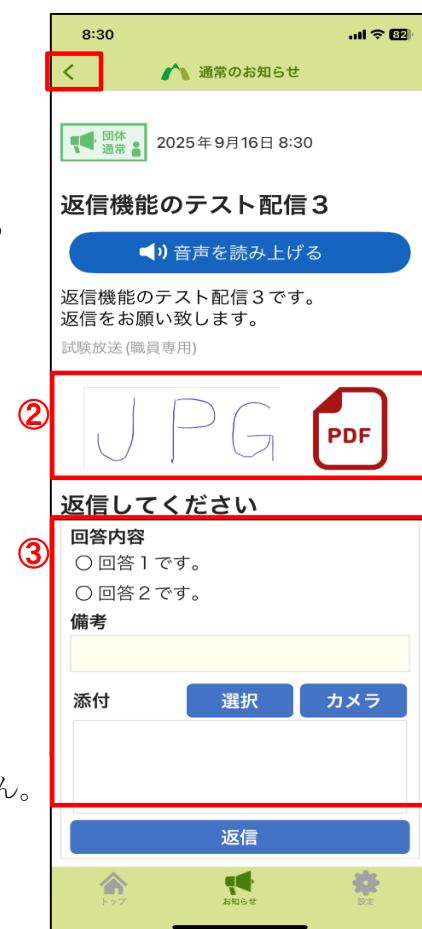 8:30
82
通常のお知らせ
団体
通常
2025年9月16日 8:30
返信機能のテスト配信3
音声を読み上げる
返信機能のテスト配信3です。
返信をお願い致します。
試験放送(職員専用)
②
JPG
PDF
返信してください
③
回答内容
回答1です。
回答2です。
備考
添付
選択
カメラ
ん。
返信
トップ
お知らせ
設定